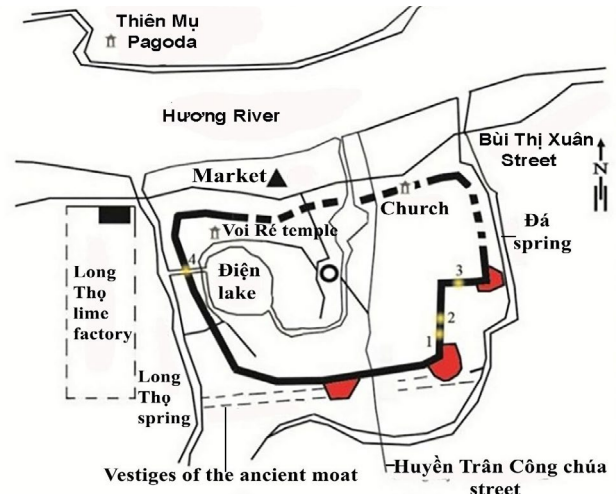 Thiên Mụ
Pagoda
Hương River
Bùi Thị Xuân
Street
N
Market
Church
Đá
spring
Voi Ré temple
4
Điện
lake
3
Long
Thọ
lime
factory
2
1
Long
Thọ
spring
Vestiges of the ancient moat
Huyền Trân Công chúa
street